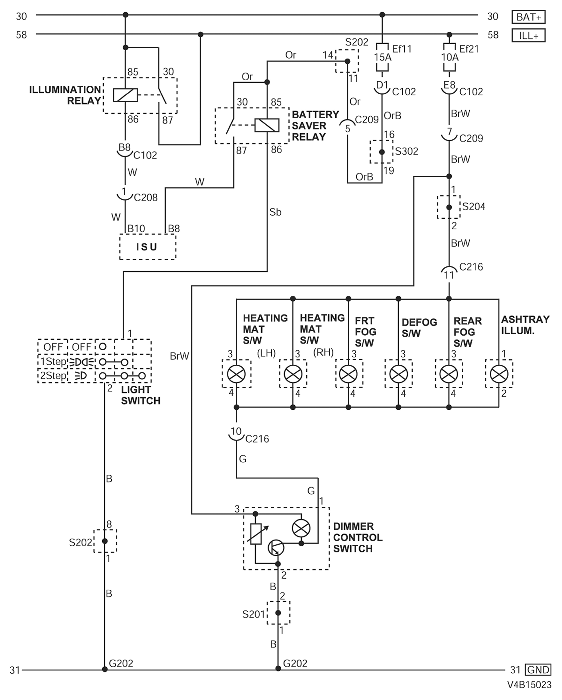 30 30 BAT+
58 58 ILL+
S202 Ef11 Ef21
14 15A 10A
Or 11
85 30 D1 C102 E8 C102
ILLUMINATION
RELAY
Or Or OrB BrW
30 85
86 87 BATTERY
SAVER
RELAY
5 C209 16 7 C209
B8 C102
87 86 S302 BrW
W OrB 19
1 C208 W 1
S204
W B10 B8 Sb 2
ISU BrW
C216
11
HEATING
MAT
S/W
(LH)
HEATING
MAT
S/W
(RH)
FRT
FOG
S/W
DEFOG
S/W
REAR
FOG
S/W
ASHTRAY
ILLUM.
1
OFF OFF
1Step
2Step
LIGHT
SWITCH
2
BrW
3 3 3 3 3 1
4 4 4 4 4 2
10 C216
G
G
B 3 1
DIMMER
CONTROL
SWITCH
8
S202
1
2
B
2
S201
1
B B
G202 G202
31 31 GND
V4B15023